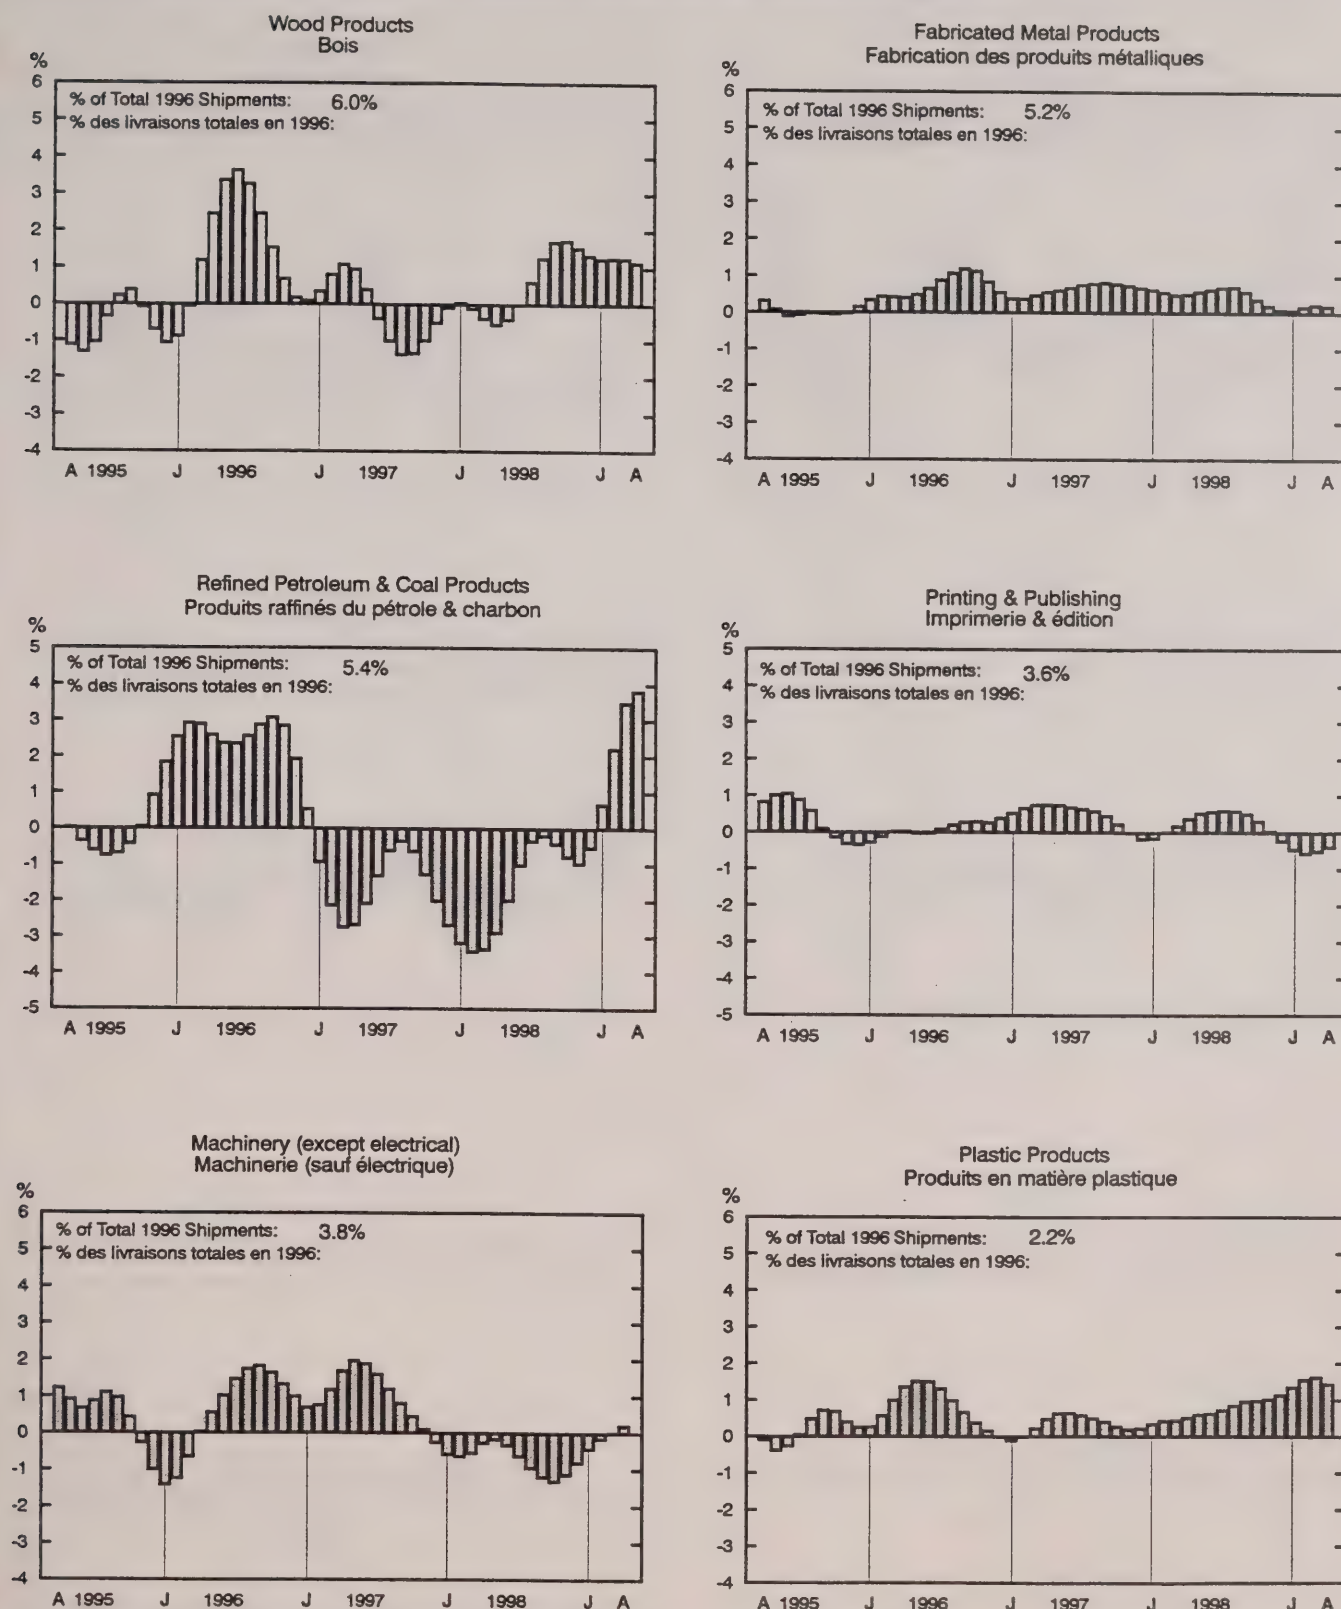 Wood Products
Bois
%
% of Total 1996 Shipments: 6.0%
% des livraisons totales en 1996:
6
5
4
3
2
1
0
-1
-2
-3
-4
A 1995 J 1996 J 1997 J 1998 J A
Fabricated Metal Products
Fabrication des produits métalliques
%
% of Total 1996 Shipments: 5.2%
% des livraisons totales en 1996:
6
5
4
3
2
1
0
-1
-2
-3
-4
A 1995 J 1996 J 1997 J 1998 J A
Refined Petroleum & Coal Products
Produits raffinés du pétrole & charbon
%
% of Total 1996 Shipments: 5.4%
% des livraisons totales en 1996:
5
4
3
2
1
0
-1
-2
-3
-4
-5
A 1995 J 1996 J 1997 J 1998 J A
Printing & Publishing
Imprimerie & édition
%
% of Total 1996 Shipments: 3.6%
% des livraisons totales en 1996:
5
4
3
2
1
0
-1
-2
-3
-4
-5
A 1995 J 1996 J 1997 J 1998 J A
Machinery (except electrical)
Machinerie (sauf électrique)
%
% of Total 1996 Shipments: 3.8%
% des livraisons totales en 1996:
6
5
4
3
2
1
0
-1
-2
-3
-4
A 1995 J 1996 J 1997 J 1998 J A
Plastic Products
Produits en matière plastique
%
% of Total 1996 Shipments: 2.2%
% des livraisons totales en 1996:
6
5
4
3
2
1
0
-1
-2
-3
-4
A 1995 J 1996 J 1997 J 1998 J A